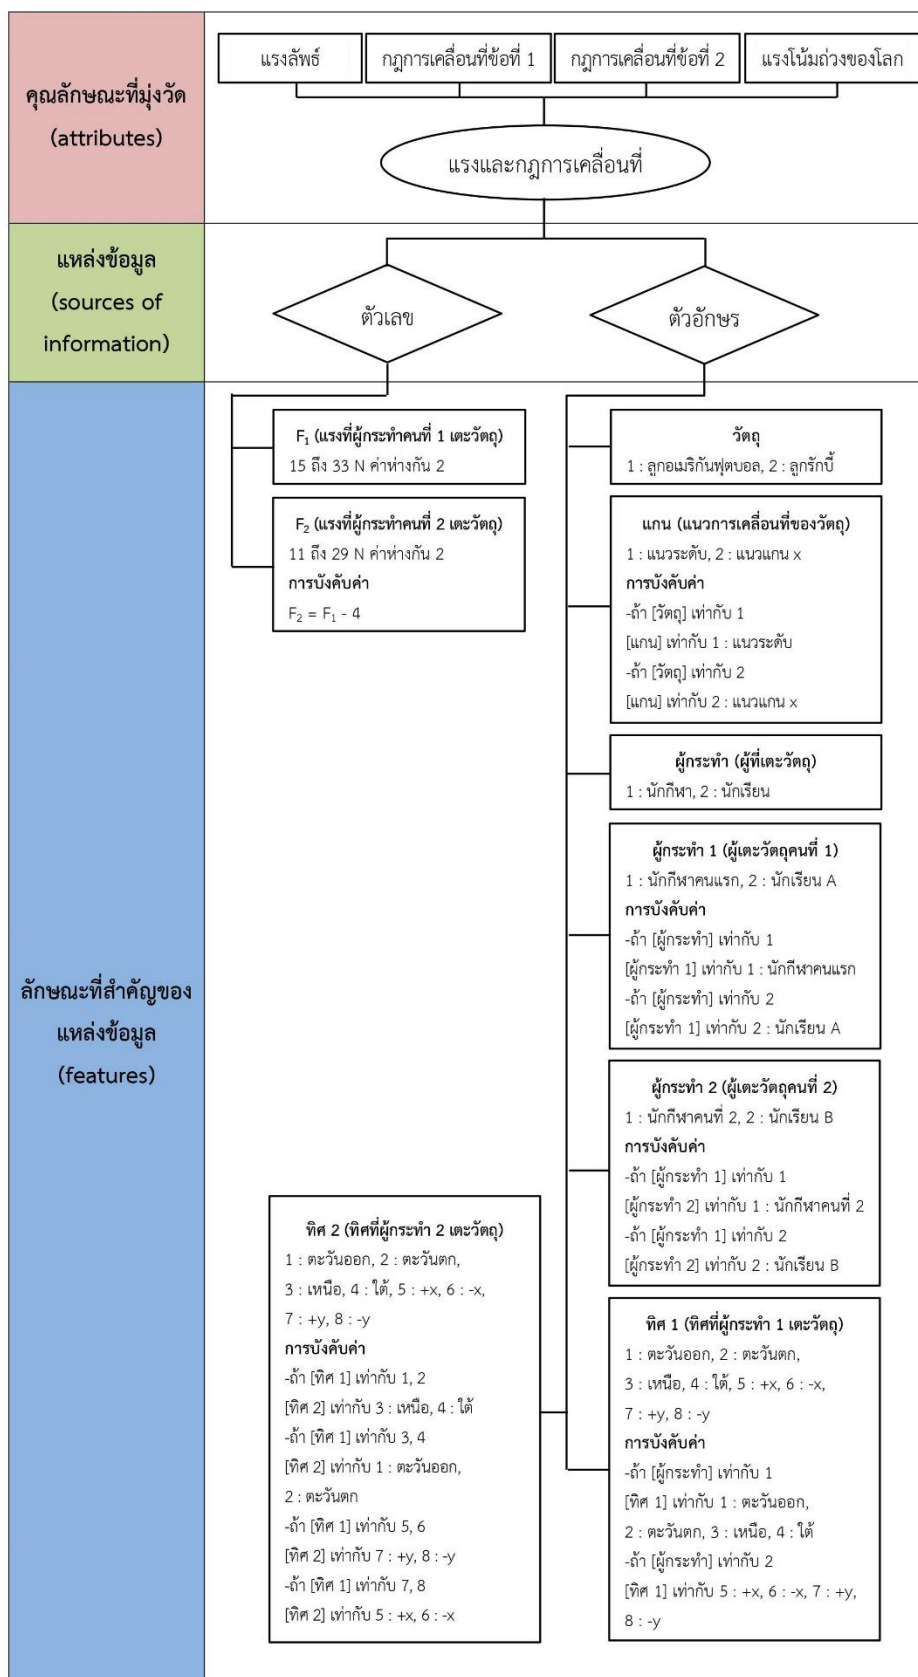 คุณลักษณะที่มุ่งวัด
(attributes)
แรงลัพธ์
กฎการเคลื่อนที่ข้อที่ 1
กฎการเคลื่อนที่ข้อที่ 2
แรงโน้มถ่วงของโลก
แรงและกฎการเคลื่อนที่
แหล่งข้อมูล
(sources of
information)
ตัวเลข
ตัวอักษร
ลักษณะที่สำคัญของ
แหล่งข้อมูล
(features)
F₁ (แรงที่ผู้กระทำคนที่ 1 เตะวัตถุ)
15 ถึง 33 N ค่าห่างกัน 2
F₂ (แรงที่ผู้กระทำคนที่ 2 เตะวัตถุ)
11 ถึง 29 N ค่าห่างกัน 2
การบังคับค่า
F₂ = F₁ - 4
วัตถุ
1 : ลูกอเมริกันฟุตบอล, 2 : ลูกรักบี้
แกน (แนวการเคลื่อนที่ของวัตถุ)
1 : แนวระดับ, 2 : แนวแกน x
การบังคับค่า
-ถ้า [วัตถุ] เท่ากับ 1
[แกน] เท่ากับ 1 : แนวระดับ
-ถ้า [วัตถุ] เท่ากับ 2
[แกน] เท่ากับ 2 : แนวแกน x
ผู้กระทำ (ผู้ที่เตะวัตถุ)
1 : นักกีฬา, 2 : นักเรียน
ผู้กระทำ 1 (ผู้เตะวัตถุคนที่ 1)
1 : นักกีฬาคนแรก, 2 : นักเรียน A
การบังคับค่า
-ถ้า [ผู้กระทำ] เท่ากับ 1
[ผู้กระทำ 1] เท่ากับ 1 : นักกีฬาคนแรก
-ถ้า [ผู้กระทำ] เท่ากับ 2
[ผู้กระทำ 1] เท่ากับ 2 : นักเรียน A
ผู้กระทำ 2 (ผู้เตะวัตถุคนที่ 2)
1 : นักกีฬาคนที่ 2, 2 : นักเรียน B
การบังคับค่า
-ถ้า [ผู้กระทำ 1] เท่ากับ 1
[ผู้กระทำ 2] เท่ากับ 1 : นักกีฬาคนที่ 2
-ถ้า [ผู้กระทำ 1] เท่ากับ 2
[ผู้กระทำ 2] เท่ากับ 2 : นักเรียน B
ทิศ 1 (ทิศที่ผู้กระทำ 1 เตะวัตถุ)
1 : ตะวันออก, 2 : ตะวันตก,
3 : เหนือ, 4 : ใต้, 5 : +x, 6 : -x,
7 : +y, 8 : -y
การบังคับค่า
-ถ้า [ผู้กระทำ] เท่ากับ 1
[ทิศ 1] เท่ากับ 1 : ตะวันออก,
2 : ตะวันตก, 3 : เหนือ, 4 : ใต้
-ถ้า [ผู้กระทำ] เท่ากับ 2
[ทิศ 1] เท่ากับ 5 : +x, 6 : -x, 7 : +y,
8 : -y
ทิศ 2 (ทิศที่ผู้กระทำ 2 เตะวัตถุ)
1 : ตะวันออก, 2 : ตะวันตก,
3 : เหนือ, 4 : ใต้, 5 : +x, 6 : -x,
7 : +y, 8 : -y
การบังคับค่า
-ถ้า [ทิศ 1] เท่ากับ 1, 2
[ทิศ 2] เท่ากับ 3 : เหนือ, 4 : ใต้
-ถ้า [ทิศ 1] เท่ากับ 3, 4
[ทิศ 2] เท่ากับ 1 : ตะวันออก,
2 : ตะวันตก
-ถ้า [ทิศ 1] เท่ากับ 5, 6
[ทิศ 2] เท่ากับ 7 : +y, 8 : -y
-ถ้า [ทิศ 1] เท่ากับ 7, 8
[ทิศ 2] เท่ากับ 5 : +x, 6 : -x